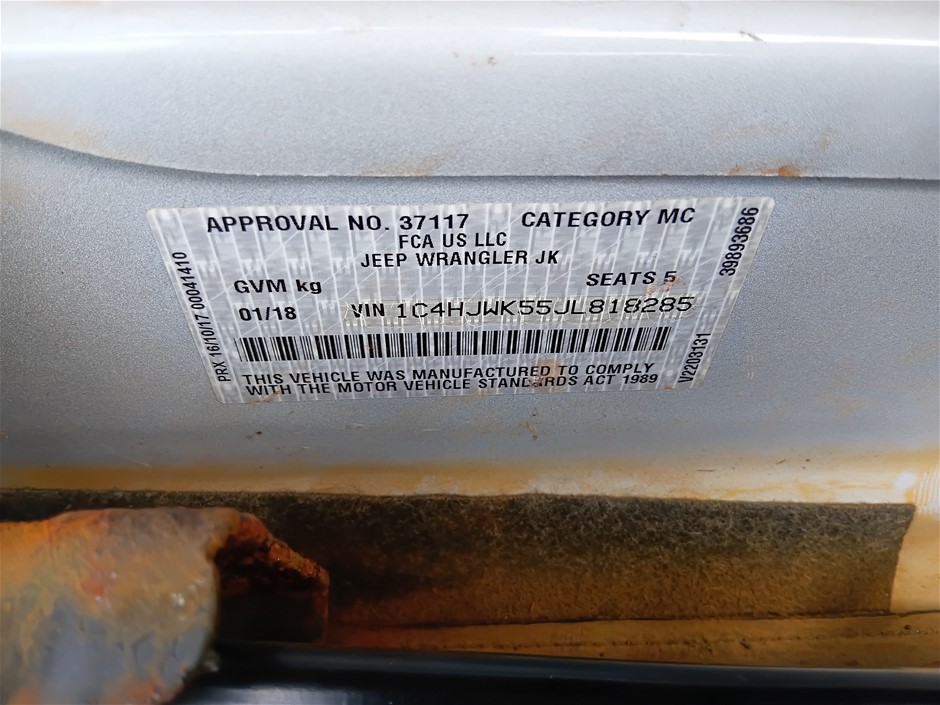 APPROVAL NO. 37117 CATEGORY MC
FCA US LLC
JEEP WRANGLER JK
GVM kg SEATS 5
01/18 VIN 1C4HJWK55JL818285
THIS VEHICLE WAS MANUFACTURED TO COMPLY
WITH THE MOTOR VEHICLE STANDARDS ACT 1989
PRX 16/10/17 00041410
39893686
V2203131